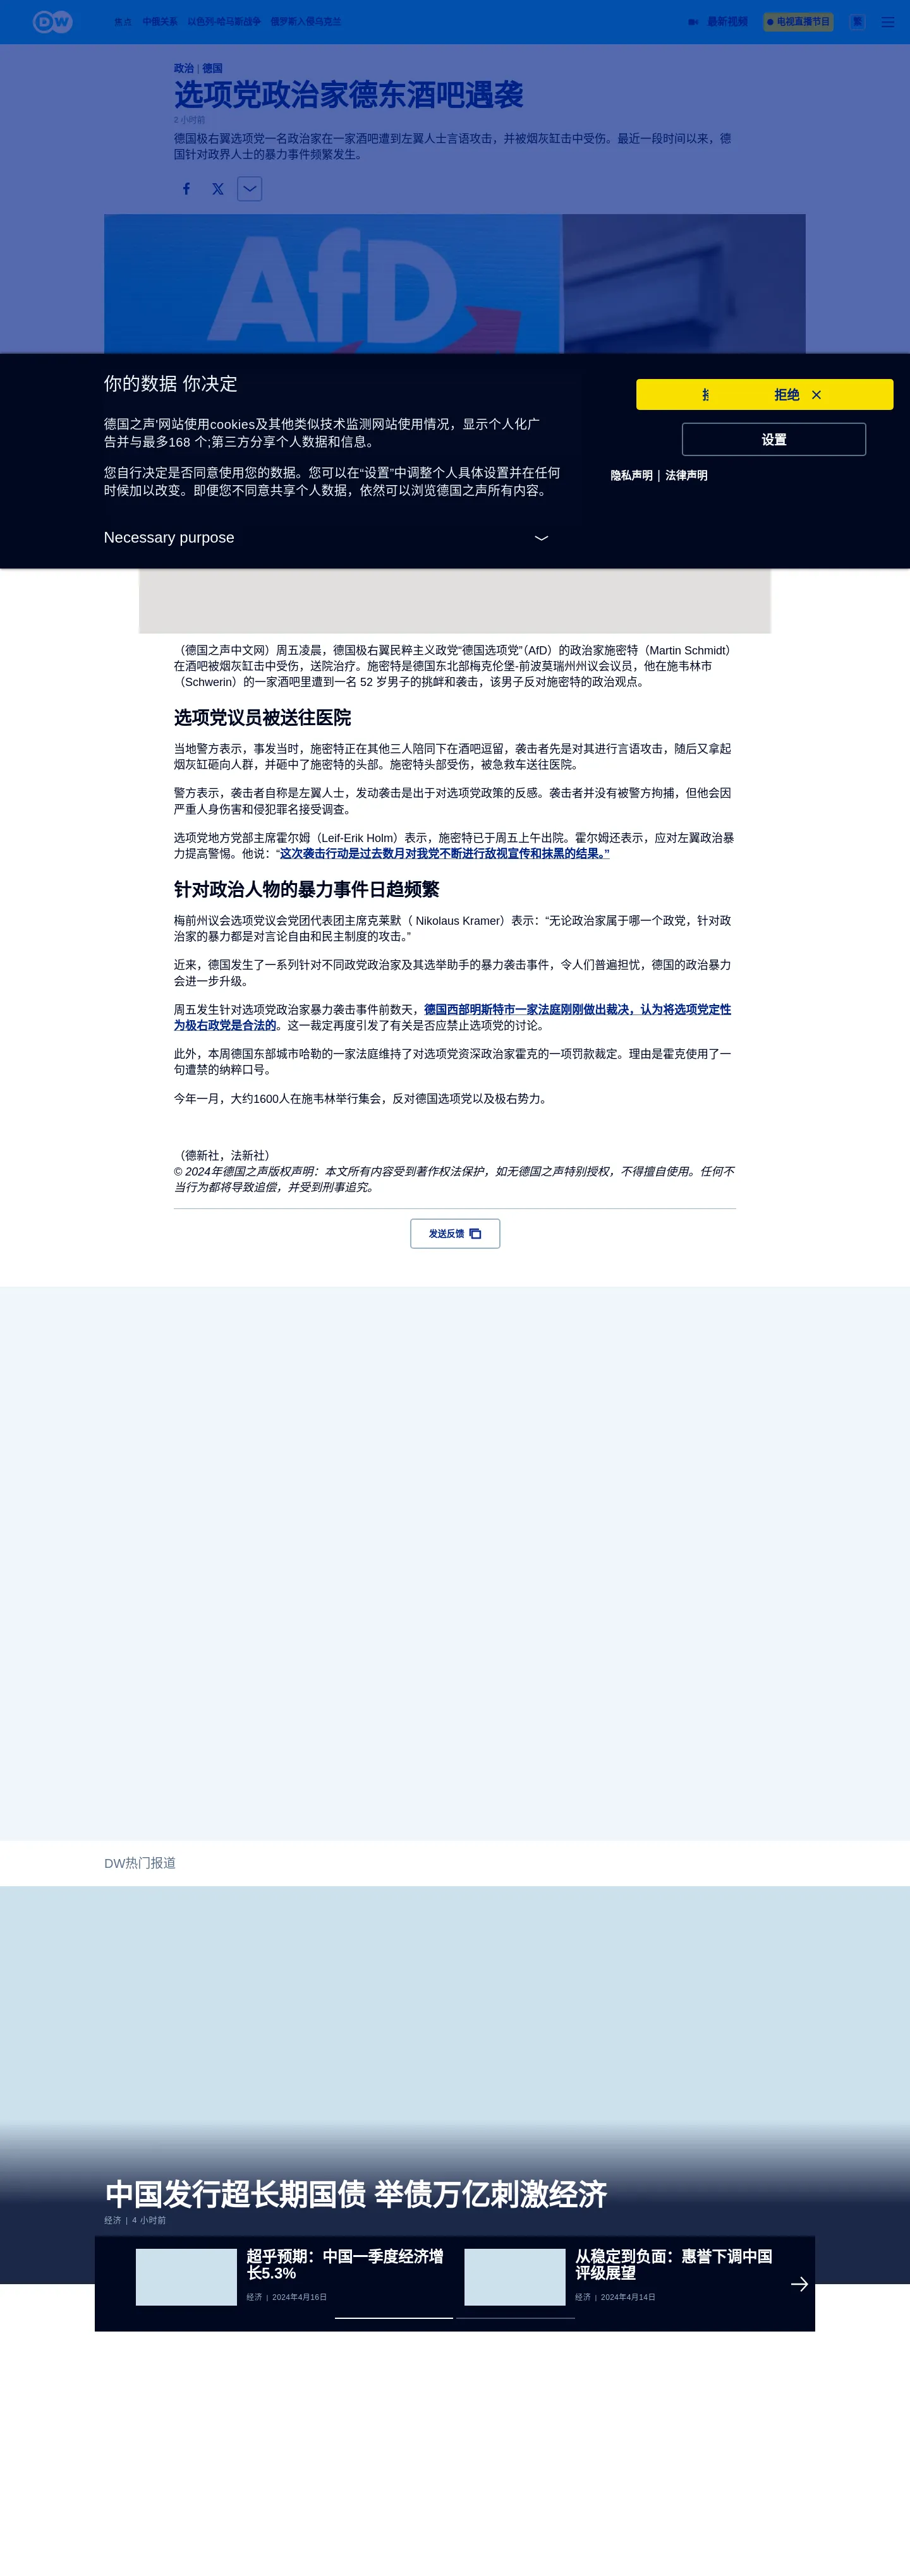 DW
焦点 中俄关系 以色列-哈马斯战争 俄罗斯入侵乌克兰
最新视频
电视直播节目
繁
政治 | 德国
选项党政治家德东酒吧遇袭
2 小时前
德国极右翼选项党一名政治家在一家酒吧遭到左翼人士言语攻击，并被烟灰缸击中受伤。最近一段时间以来，德
国针对政界人士的暴力事件频繁发生。
AfD
你的数据 你决定
德国之声'网站使用cookies及其他类似技术监测网站使用情况，显示个人化广
告并与最多168 个;第三方分享个人数据和信息。
您自行决定是否同意使用您的数据。您可以在“设置”中调整个人具体设置并在任何
时候加以改变。即便您不同意共享个人数据，依然可以浏览德国之声所有内容。
Necessary purpose
拒绝
设置
隐私声明 | 法律声明
（德国之声中文网）周五凌晨，德国极右翼民粹主义政党“德国选项党”（AfD）的政治家施密特（Martin Schmidt）
在酒吧被烟灰缸击中受伤，送院治疗。施密特是德国东北部梅克伦堡-前波莫瑞州州议会议员，他在施韦林市
（Schwerin）的一家酒吧里遭到一名 52 岁男子的挑衅和袭击，该男子反对施密特的政治观点。
选项党议员被送往医院
当地警方表示，事发当时，施密特正在其他三人陪同下在酒吧逗留，袭击者先是对其进行言语攻击，随后又拿起
烟灰缸砸向人群，并砸中了施密特的头部。施密特头部受伤，被急救车送往医院。
警方表示，袭击者自称是左翼人士，发动袭击是出于对选项党政策的反感。袭击者并没有被警方拘捕，但他会因
严重人身伤害和侵犯罪名接受调查。
选项党地方党部主席霍尔姆（Leif-Erik Holm）表示，施密特已于周五上午出院。霍尔姆还表示，应对左翼政治暴
力提高警惕。他说：“这次袭击行动是过去数月对我党不断进行敌视宣传和抹黑的结果。”
针对政治人物的暴力事件日趋频繁
梅前州议会选项党议会党团代表团主席克莱默（ Nikolaus Kramer）表示：“无论政治家属于哪一个政党，针对政
治家的暴力都是对言论自由和民主制度的攻击。”
近来，德国发生了一系列针对不同政党政治家及其选举助手的暴力袭击事件，令人们普遍担忧，德国的政治暴力
会进一步升级。
周五发生针对选项党政治家暴力袭击事件前数天，德国西部明斯特市一家法庭刚刚做出裁决，认为将选项党定性
为极右政党是合法的。这一裁定再度引发了有关是否应禁止选项党的讨论。
此外，本周德国东部城市哈勒的一家法庭维持了对选项党资深政治家霍克的一项罚款裁定。理由是霍克使用了一
句遭禁的纳粹口号。
今年一月，大约1600人在施韦林举行集会，反对德国选项党以及极右势力。
（德新社，法新社）
© 2024年德国之声版权声明：本文所有内容受到著作权法保护，如无德国之声特别授权，不得擅自使用。任何不
当行为都将导致追偿，并受到刑事追究。
发送反馈
DW热门报道
中国发行超长期国债 举债万亿刺激经济
经济 | 4 小时前
超乎预期：中国一季度经济增
长5.3%
经济 | 2024年4月16日
从稳定到负面：惠誉下调中国
评级展望
经济 | 2024年4月14日